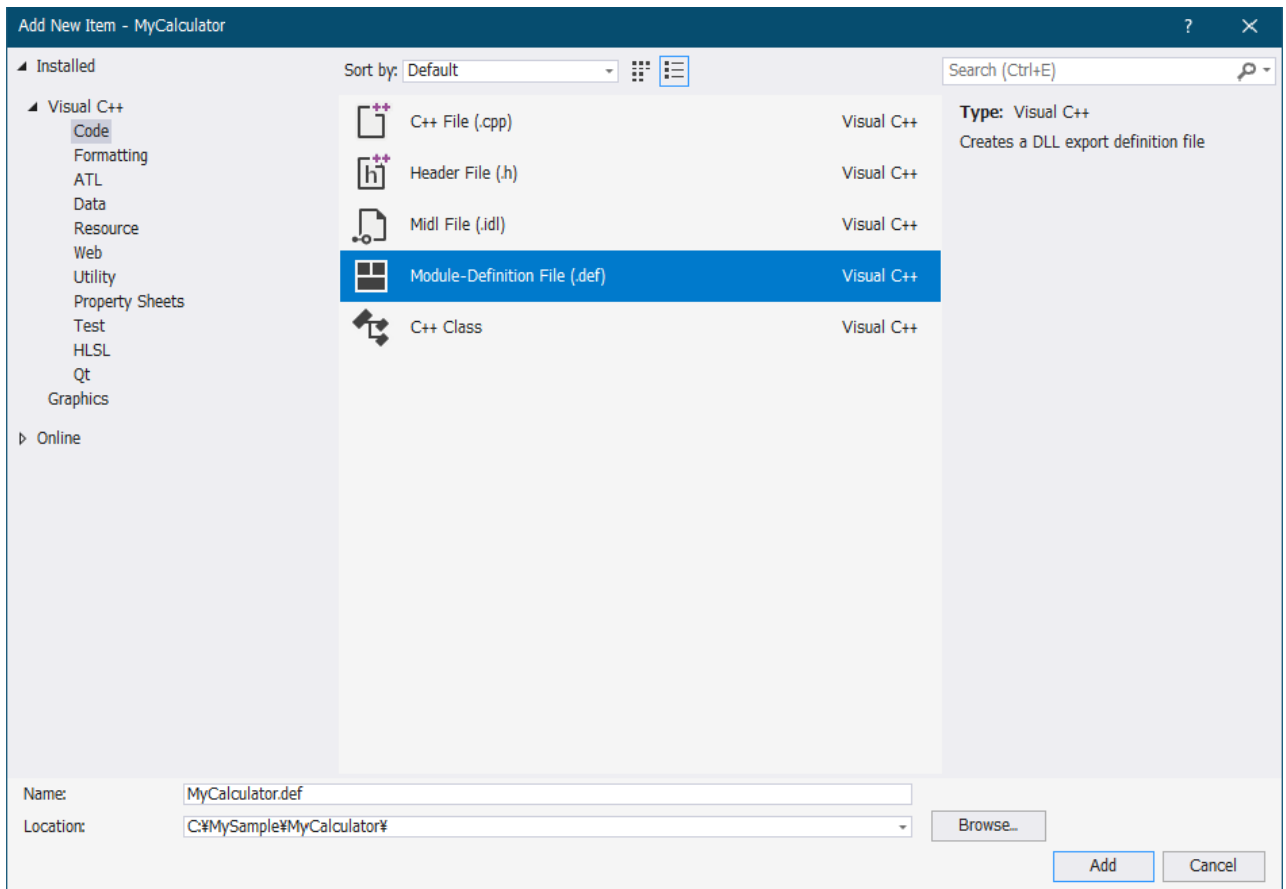 Add New Item - MyCalculator ? ✕
Installed
Visual C++
Code
Formatting
ATL
Data
Resource
Web
Utility
Property Sheets
Test
HLSL
Qt
Graphics
Online
Sort by: Default
C++ File (.cpp) Visual C++
Header File (.h) Visual C++
Midl File (.idl) Visual C++
Module-Definition File (.def) Visual C++
C++ Class Visual C++
Search (Ctrl+E)
Type: Visual C++
Creates a DLL export definition file
Name: MyCalculator.def
Location: C:¥MySample¥MyCalculator¥ Browse...
Add Cancel